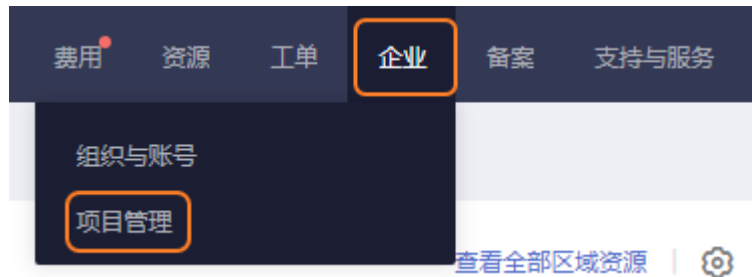 费用 资源 工单 企业 备案 支持与服务
组织与账号
项目管理
查看全部区域资源